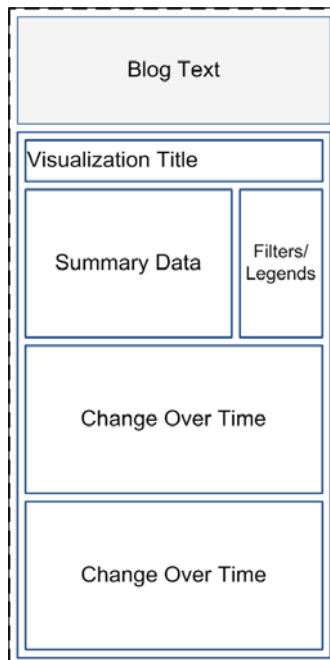 Blog Text
Visualization Title
Summary Data
Filters/
Legends
Change Over Time
Change Over Time